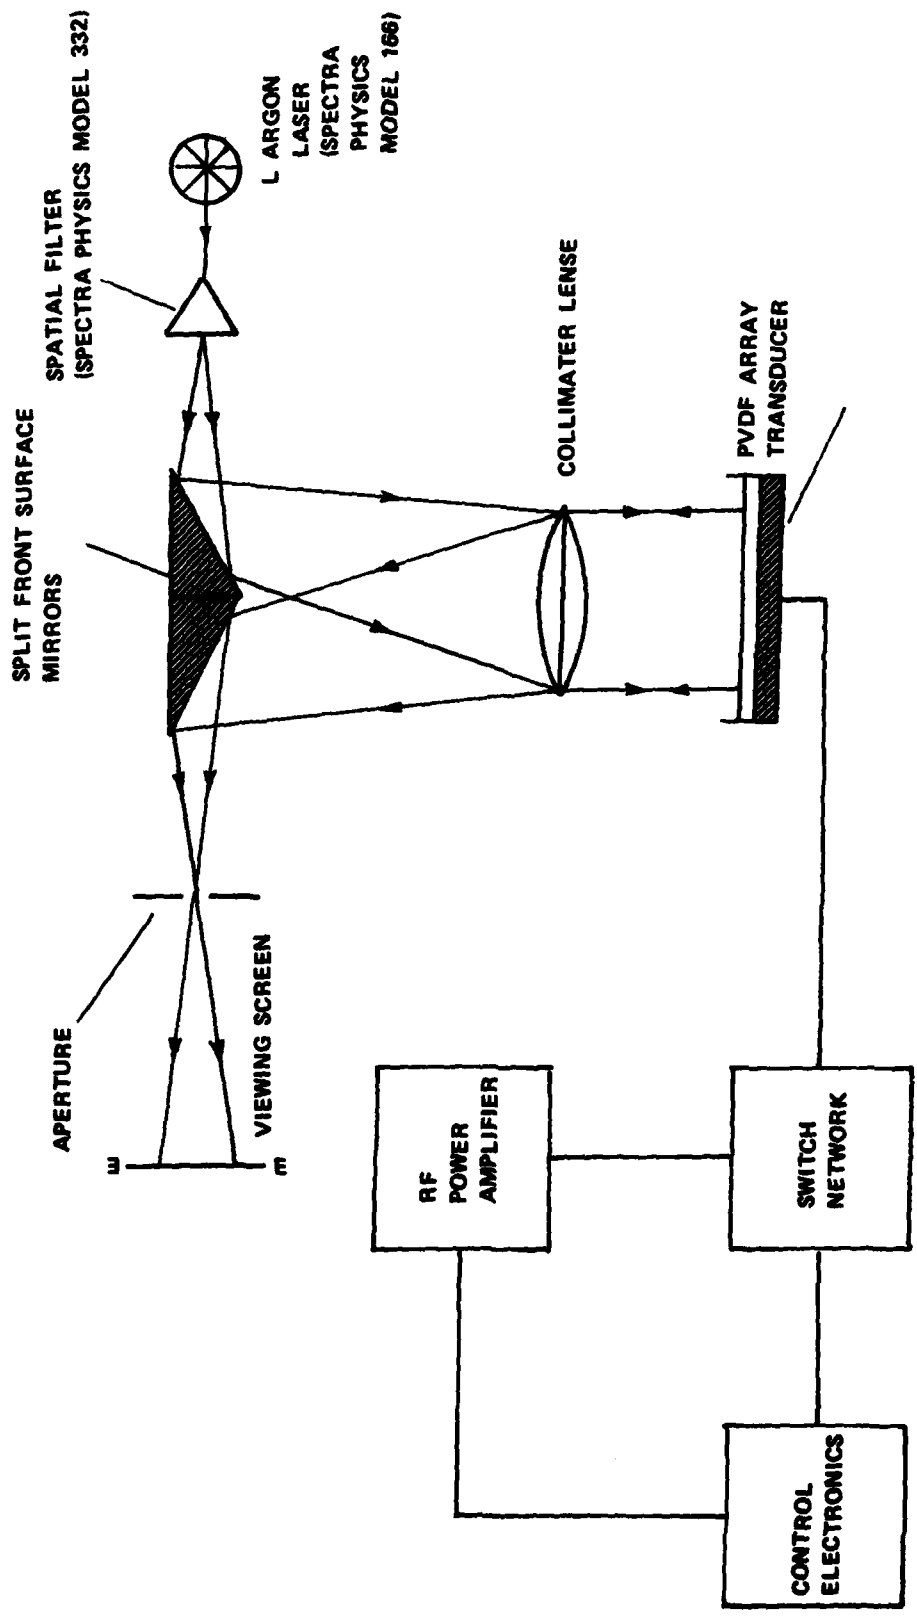 SPLIT FRONT SURFACE
MIRRORS
SPATIAL FILTER
(SPECTRA PHYSICS MODEL 332)
L ARGON
LASER
(SPECTRA
PHYSICS
MODEL 166)
APERTURE
VIEWING SCREEN
E
E
COLLIMATER LENSE
PVDF ARRAY
TRANSDUCER
RF
POWER
AMPLIFIER
SWITCH
NETWORK
CONTROL
ELECTRONICS